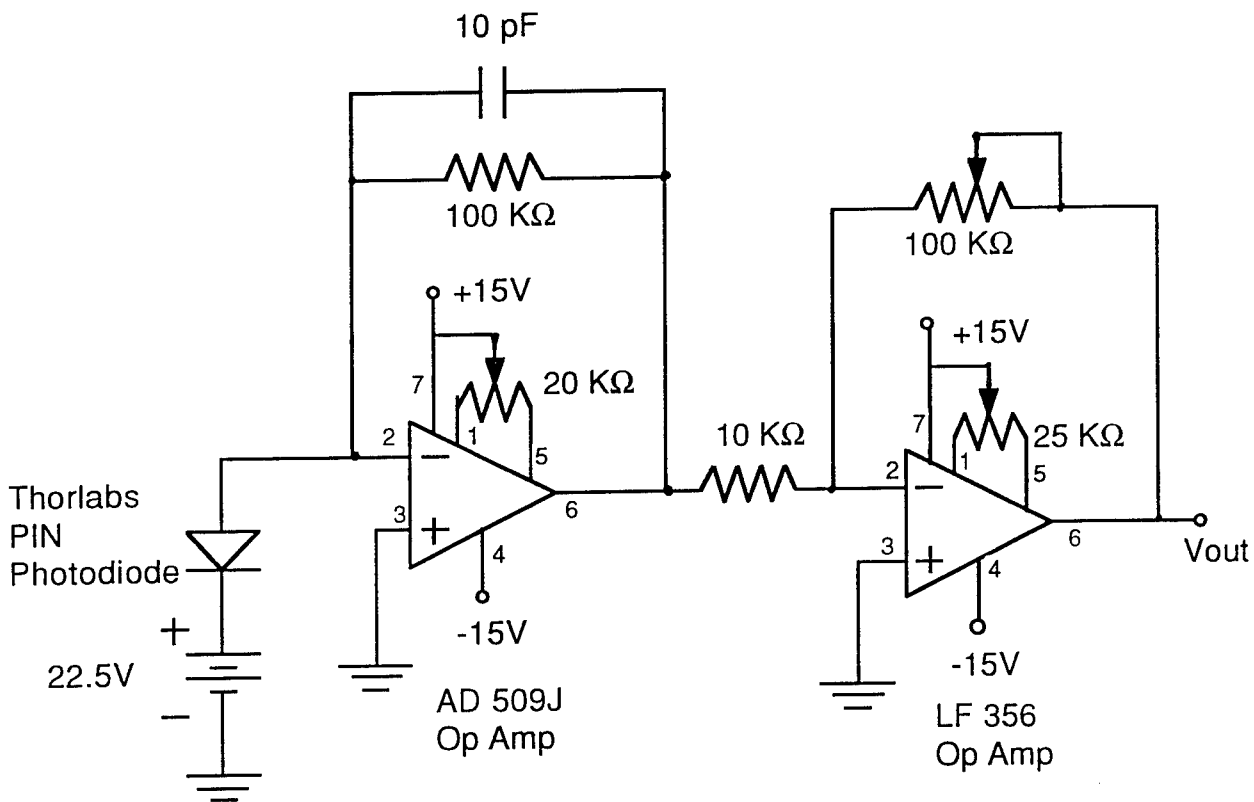 10 pF
100 KΩ
100 KΩ
+15V
+15V
7
20 KΩ
1
5
2
−
3
+
6
4
-15V
10 KΩ
7
25 KΩ
1
5
2
−
3
+
6
4
-15V
Vout
Thorlabs
PIN
Photodiode
+
22.5V
−
AD 509J
Op Amp
LF 356
Op Amp